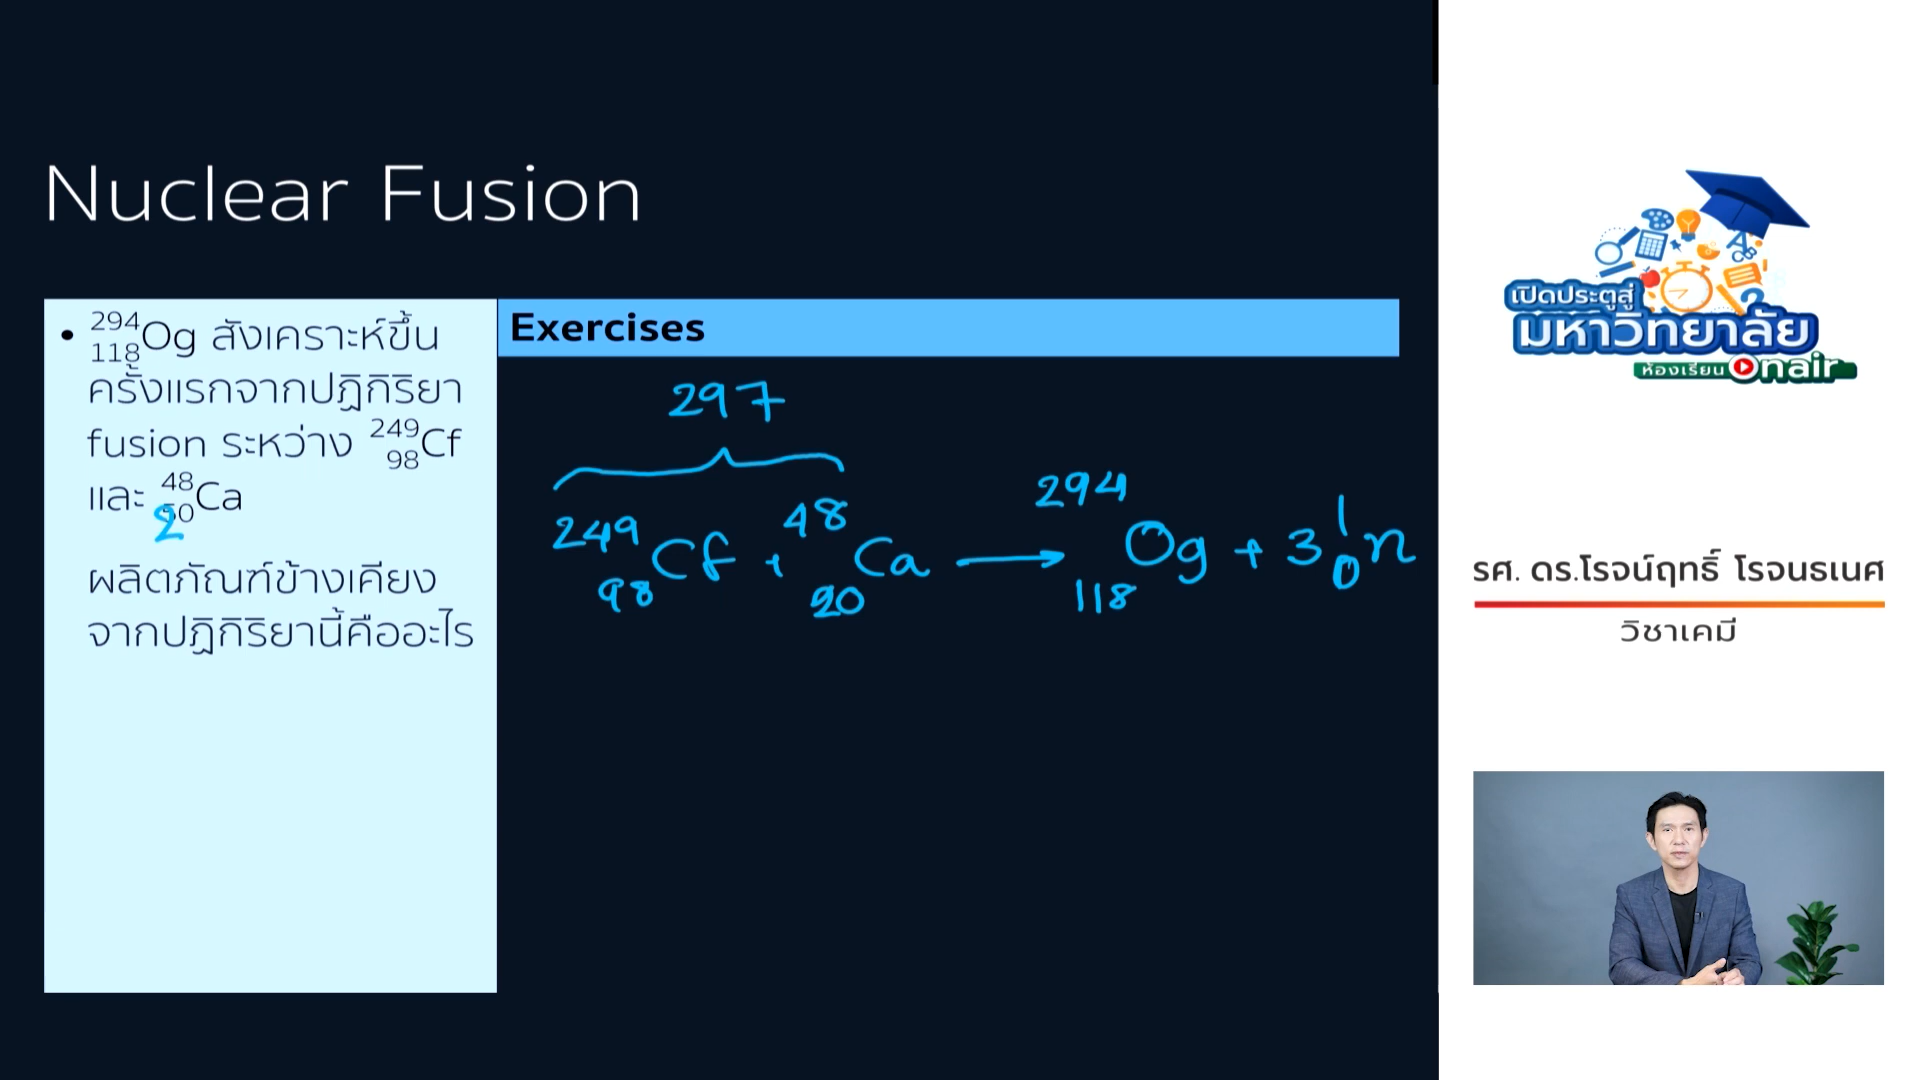 Nuclear Fusion
• ²⁹⁴₁₁₈Og สังเคราะห์ขึ้น
ครั้งแรกจากปฏิกิริยา
fusion ระหว่าง ²⁴⁹₉₈Cf
และ ⁴⁸₂₀Ca
ผลิตภัณฑ์ข้างเคียง
จากปฏิกิริยานี้คืออะไร
Exercises
297
²⁴⁹₉₈Cf + ⁴⁸₂₀Ca ⟶ ²⁹⁴₁₁₈Og + 3 ¹₀n
เปิดประตูสู่
มหาวิทยาลัย
ห้องเรียน Onair
รศ. ดร.โรจน์ฤทธิ์ โรจนธเนศ
วิชาเคมี